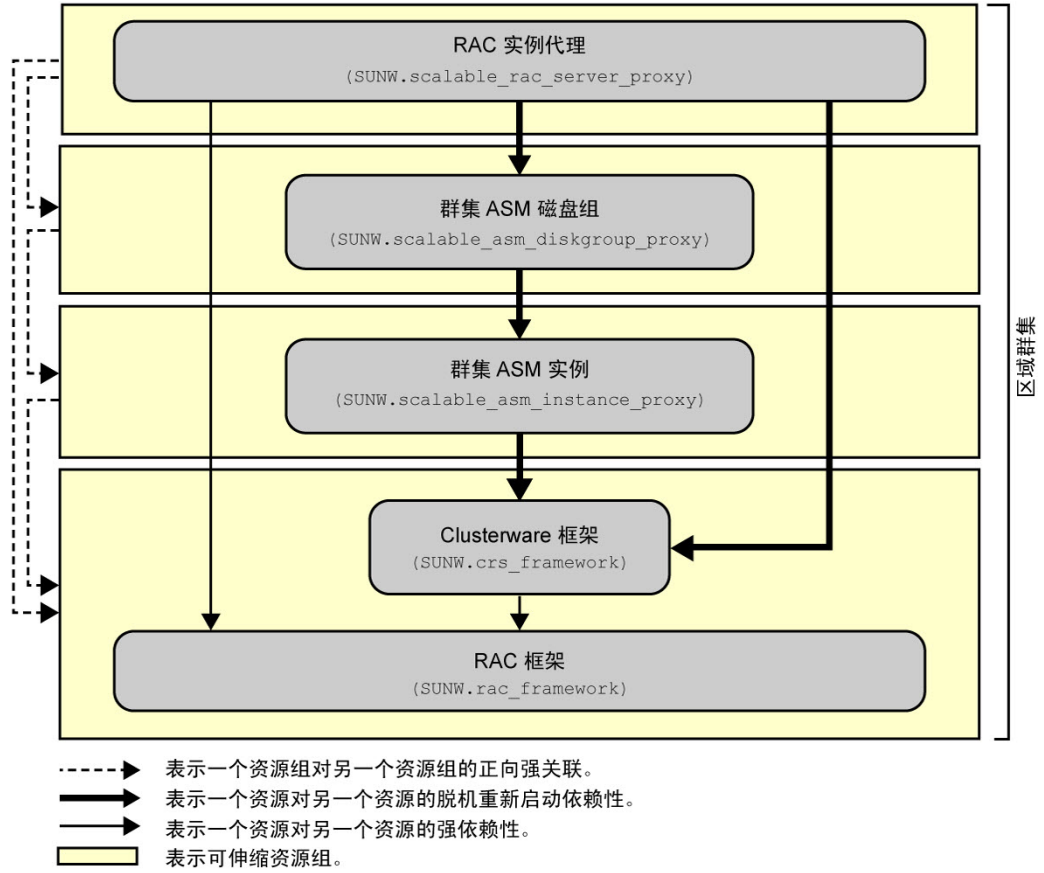 RAC 实例代理
(SUNW.scalable_rac_server_proxy)
群集 ASM 磁盘组
(SUNW.scalable_asm_diskgroup_proxy)
群集 ASM 实例
(SUNW.scalable_asm_instance_proxy)
Clusterware 框架
(SUNW.crs_framework)
RAC 框架
(SUNW.rac_framework)
区域群集
表示一个资源组对另一个资源组的正向强关联。
表示一个资源对另一个资源的脱机重新启动依赖性。
表示一个资源对另一个资源的强依赖性。
表示可伸缩资源组。